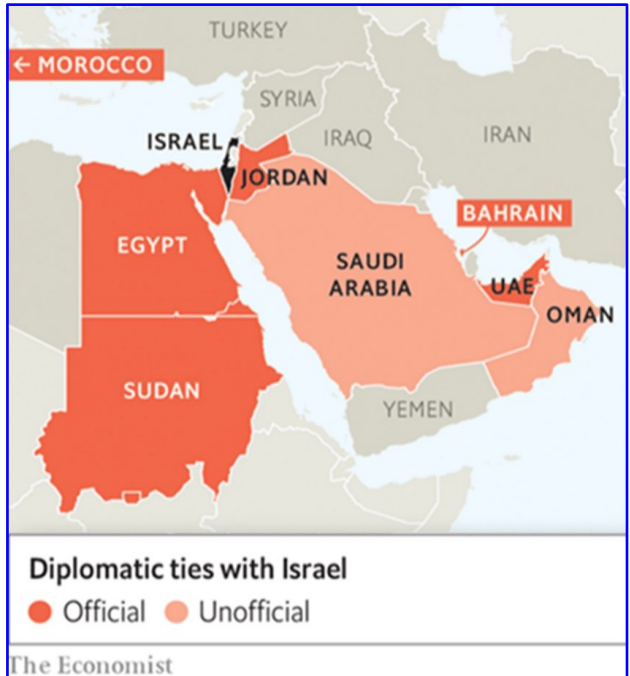 TURKEY
← MOROCCO
SYRIA
ISRAEL
IRAQ
IRAN
JORDAN
BAHRAIN
EGYPT
SAUDI
ARABIA
UAE
OMAN
SUDAN
YEMEN
Diplomatic ties with Israel
Official Unofficial
The Economist